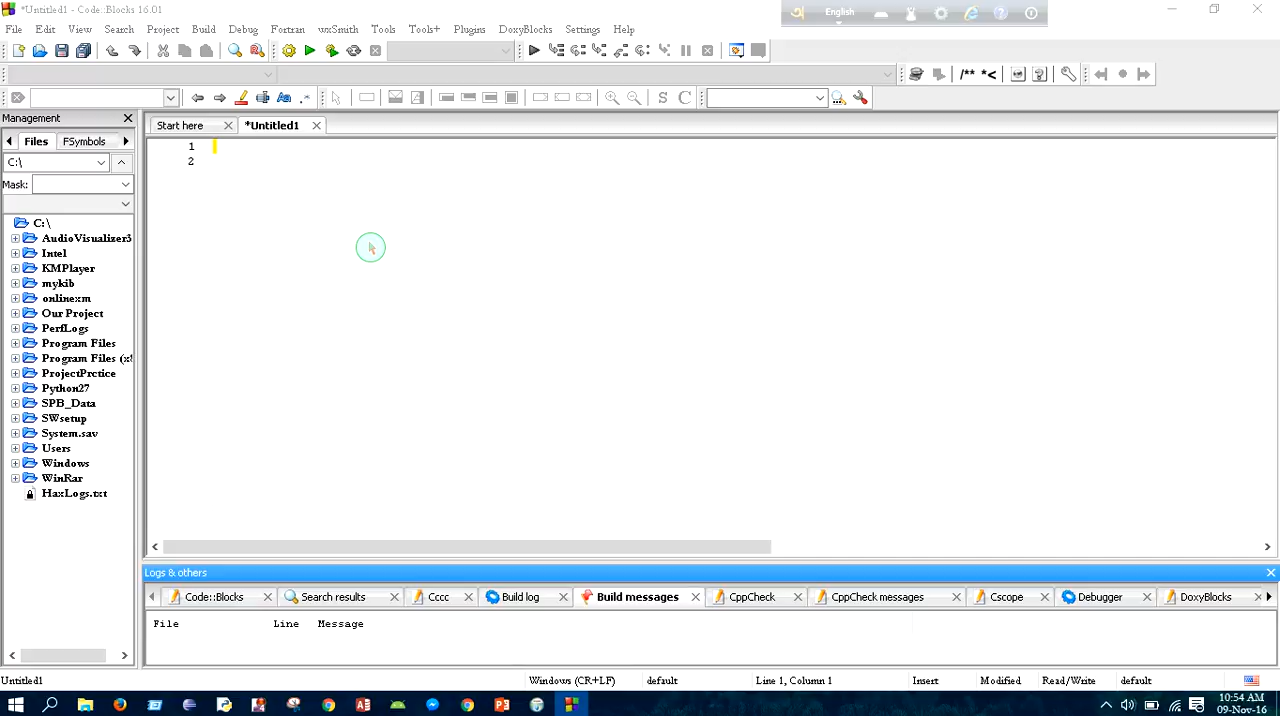 *Untitled1 - Code::Blocks 16.01
English
File Edit View Search Project Build Debug Fortran wxSmith Tools Tools+ Plugins DoxyBlocks Settings Help
/** *<
S C
Management
Start here *Untitled1
Files FSymbols
1
2
C:\
Mask:
C:\
AudioVisualizer3
Intel
KMPlayer
mykib
onlinexm
Our Project
PerfLogs
Program Files
Program Files (x8
ProjectPrctice
Python27
SPB_Data
SWsetup
System.sav
Users
Windows
WinRar
HaxLogs.txt
Logs & others
Code::Blocks Search results Cccc Build log Build messages CppCheck CppCheck messages Cscope Debugger DoxyBlocks
File Line Message
Untitled1 Windows (CR+LF) default Line 1, Column 1 Insert Modified Read/Write default
10:54 AM
09-Nov-16